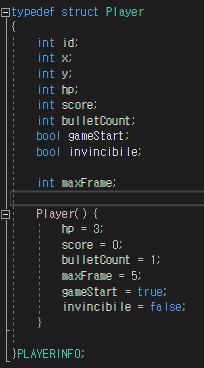 typedef struct Player
{
int id;
int x;
int y;
int hp;
int score;
int bulletCount;
bool gameStart;
bool invincibile;
int maxFrame;
Player() {
hp = 3;
score = 0;
bulletCount = 1;
maxFrame = 5;
gameStart = true;
invincibile = false;
}
}PLAYERINFO;